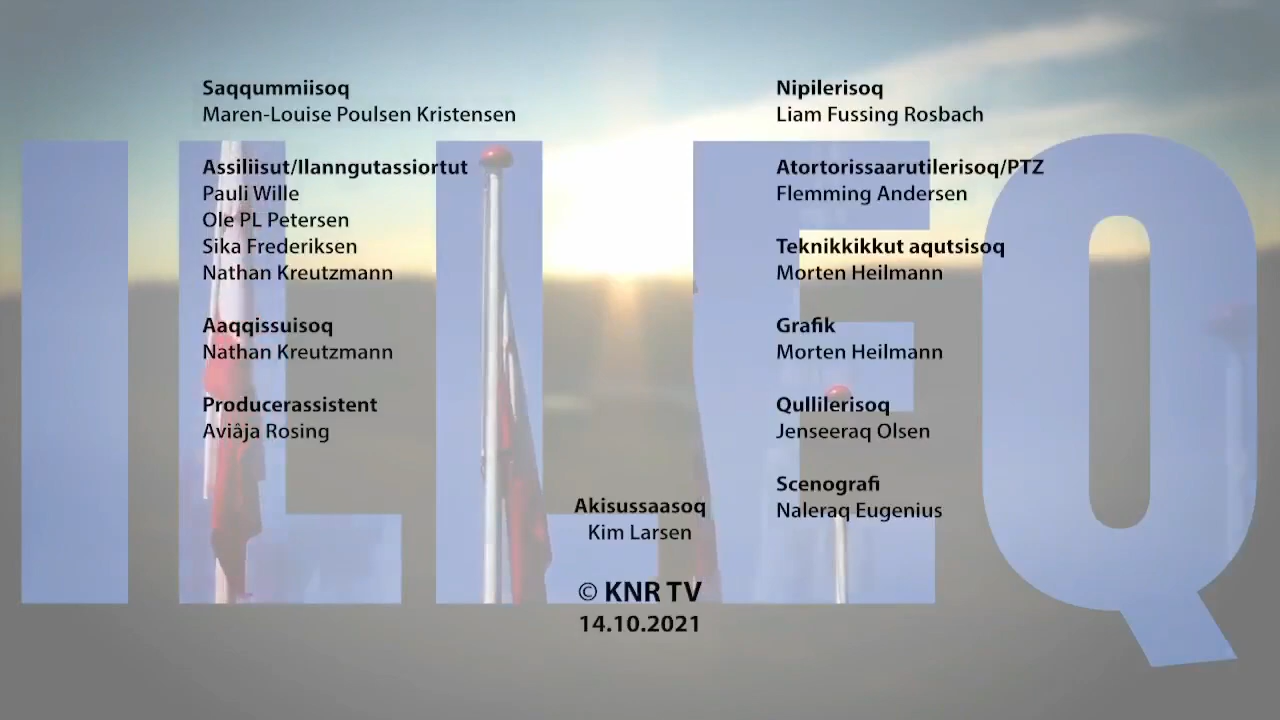 Saqqummiisoq
Maren-Louise Poulsen Kristensen
Assiliisut/Ilanngutassiortut
Pauli Wille
Ole PL Petersen
Sika Frederiksen
Nathan Kreutzmann
Aaqqissuisoq
Nathan Kreutzmann
Producerassistent
Aviâja Rosing
Nipilerisoq
Liam Fussing Rosbach
Atortorissaarutilerisoq/PTZ
Flemming Andersen
Teknikkikkut aqutsisoq
Morten Heilmann
Grafik
Morten Heilmann
Qullilerisoq
Jenseeraq Olsen
Scenografi
Naleraq Eugenius
Akisussaasoq
Kim Larsen
© KNR TV
14.10.2021
ILLEQ